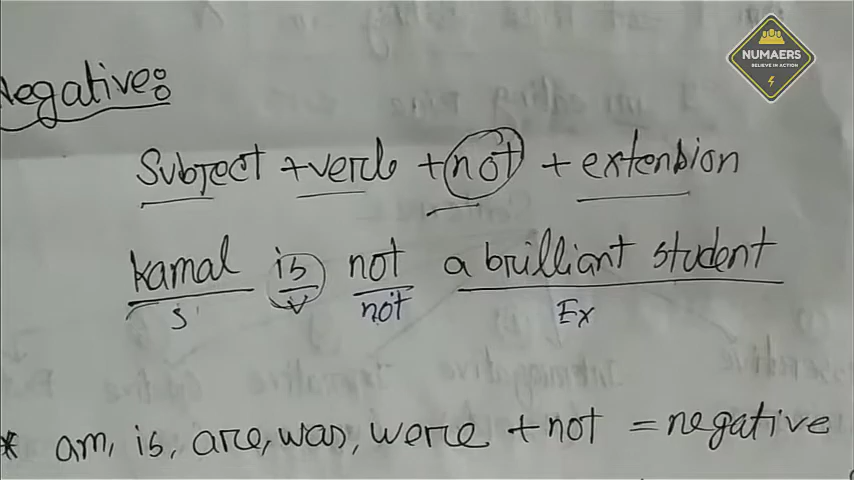 NUMAERS
BELIEVE IN ACTION
Negative:
Subject + verb + not + extension
Kamal is not a brilliant student
S V not Ex
* am, is, are, was, were + not = negative